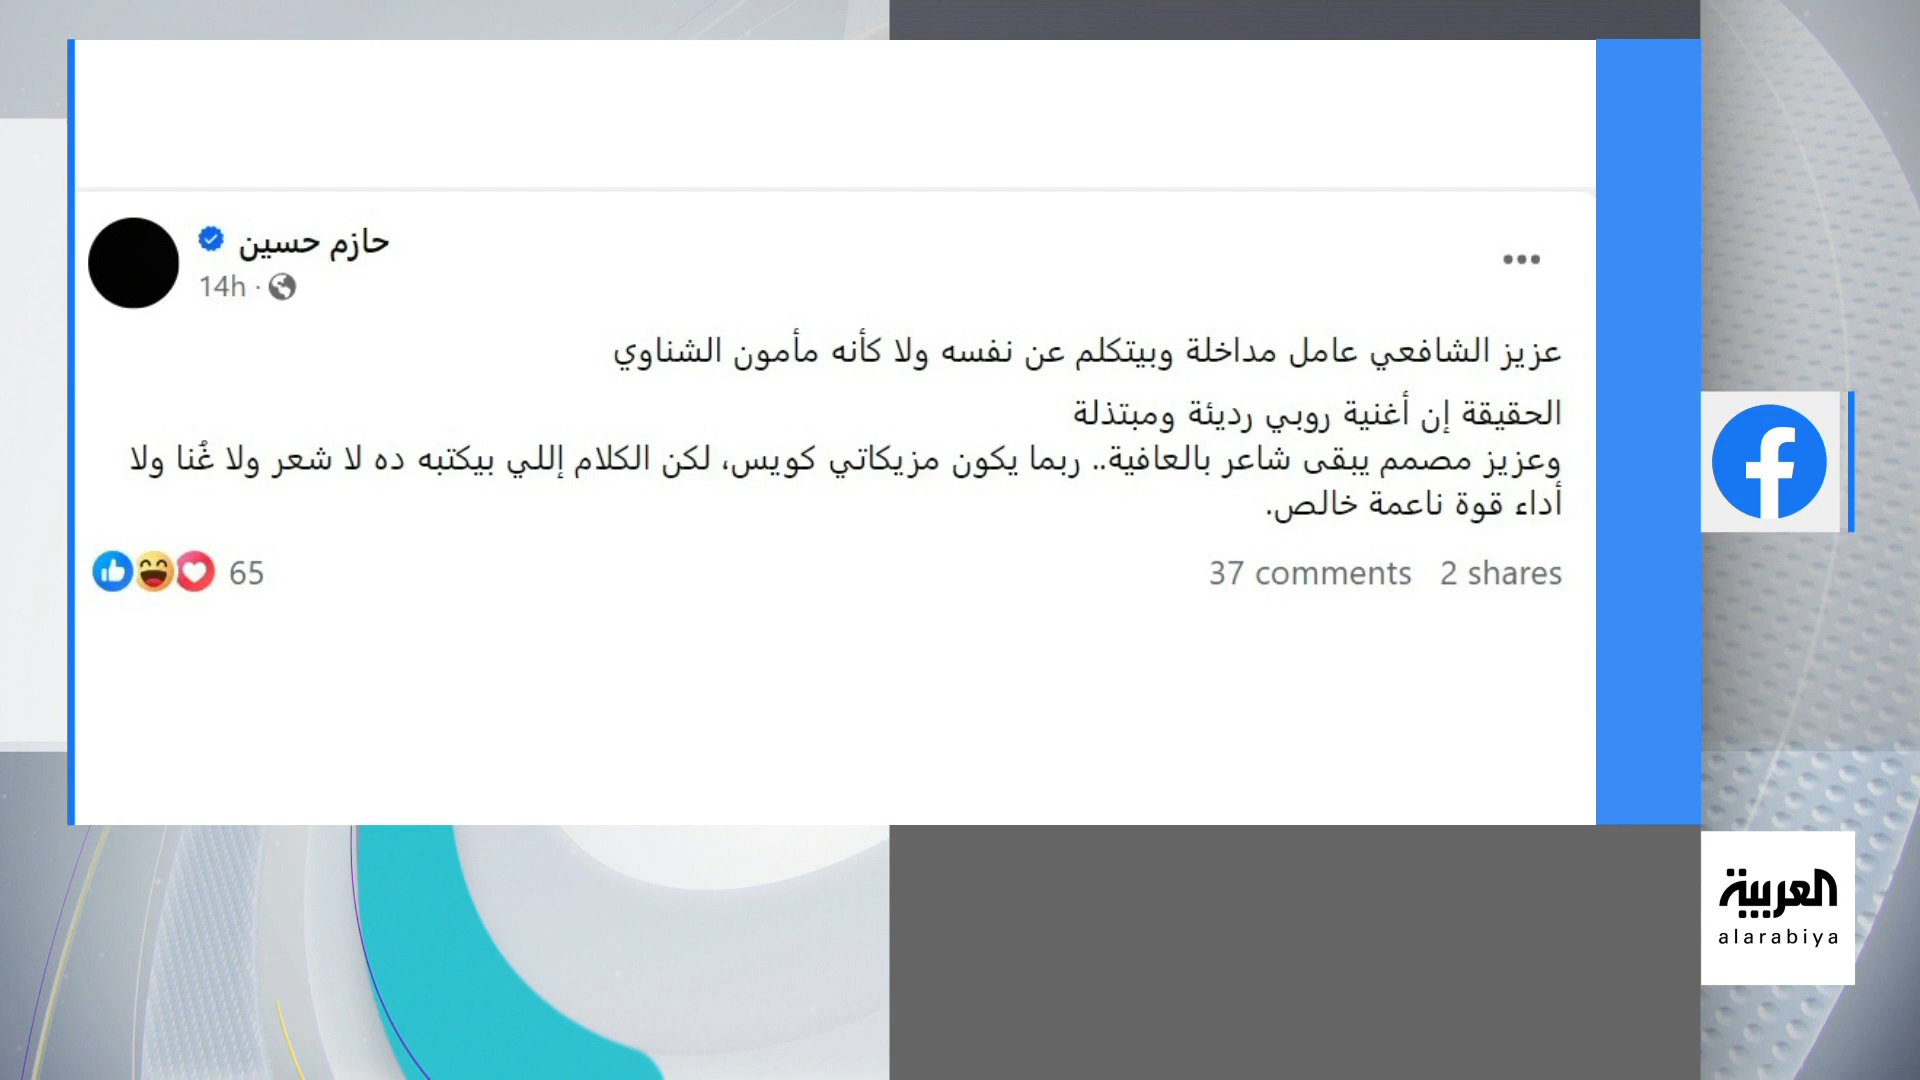 حازم حسين
14h ·
عزيز الشافعي عامل مداخلة وبيتكلم عن نفسه ولا كأنه مأمون الشناوي
الحقيقة إن أغنية روبي رديئة ومبتذلة
وعزيز مصمم يبقى شاعر بالعافية.. ربما يكون مزيكاتي كويس، لكن الكلام إللي بيكتبه ده لا شعر ولا غُنا ولا
أداء قوة ناعمة خالص.
65
37 comments 2 shares
العربية
alarabiya